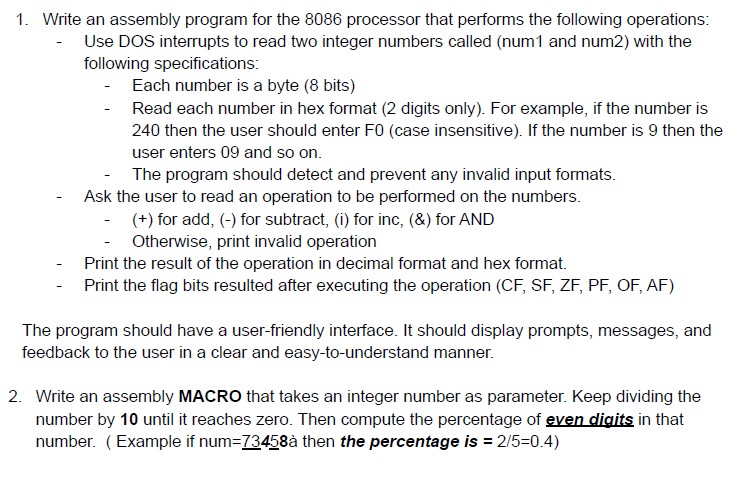 1. Write an assembly program for the 8086 processor that performs the following operations:
- Use DOS interrupts to read two integer numbers called (num1 and num2) with the
following specifications:
- Each number is a byte (8 bits)
- Read each number in hex format (2 digits only). For example, if the number is
240 then the user should enter F0 (case insensitive). If the number is 9 then the
user enters 09 and so on.
- The program should detect and prevent any invalid input formats.
- Ask the user to read an operation to be performed on the numbers.
- (+) for add, (-) for subtract, (i) for inc, (&) for AND
- Otherwise, print invalid operation
- Print the result of the operation in decimal format and hex format.
- Print the flag bits resulted after executing the operation (CF, SF, ZF, PF, OF, AF)
The program should have a user-friendly interface. It should display prompts, messages, and
feedback to the user in a clear and easy-to-understand manner.
2. Write an assembly MACRO that takes an integer number as parameter. Keep dividing the
number by 10 until it reaches zero. Then compute the percentage of even digits in that
number. ( Example if num=73458à then the percentage is = 2/5=0.4)